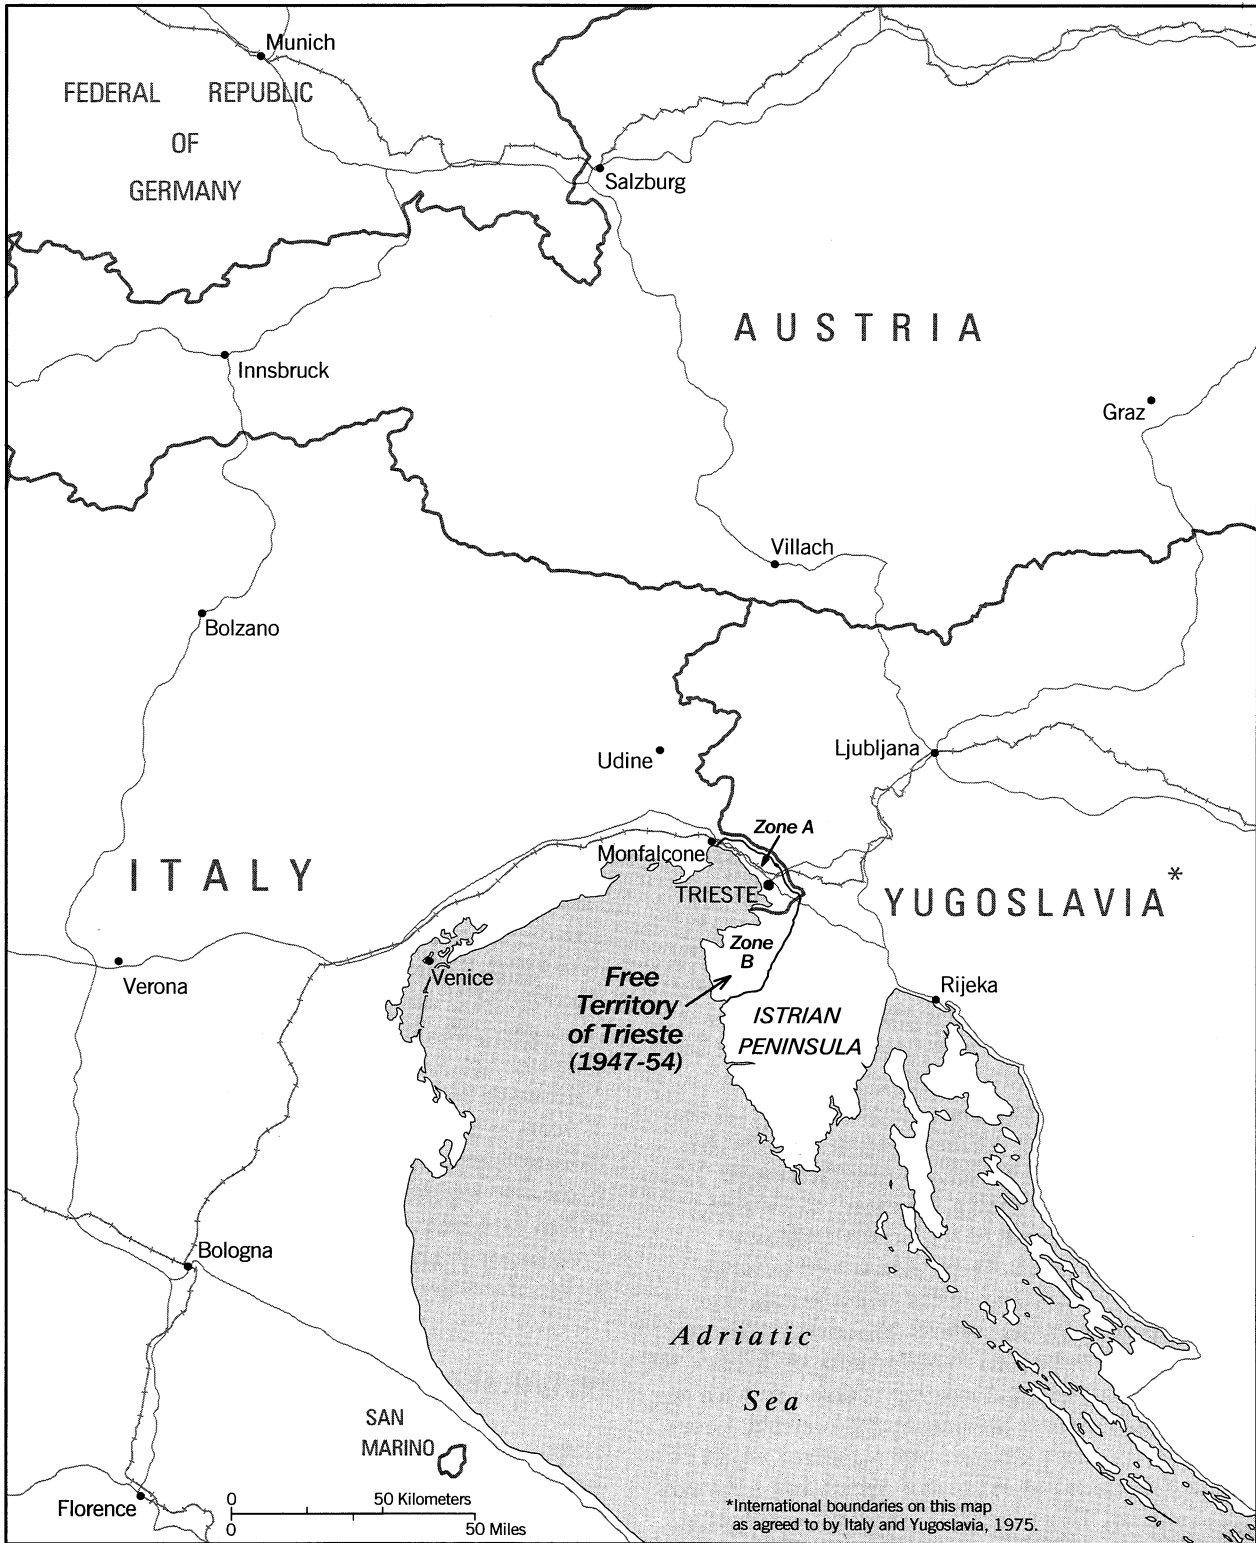 Munich
FEDERAL REPUBLIC
OF
GERMANY
Salzburg
AUSTRIA
Innsbruck
Graz
Villach
Bolzano
Udine
Ljubljana
Zone A
Monfalcone
ITALY
TRIESTE
YUGOSLAVIA*
Zone
B
Verona
Venice
Free
Territory
of Trieste
(1947-54)
Rijeka
ISTRIAN
PENINSULA
Bologna
Adriatic
Sea
SAN
MARINO
Florence
0 50 Kilometers
0 50 Miles
*International boundaries on this map
as agreed to by Italy and Yugoslavia, 1975.